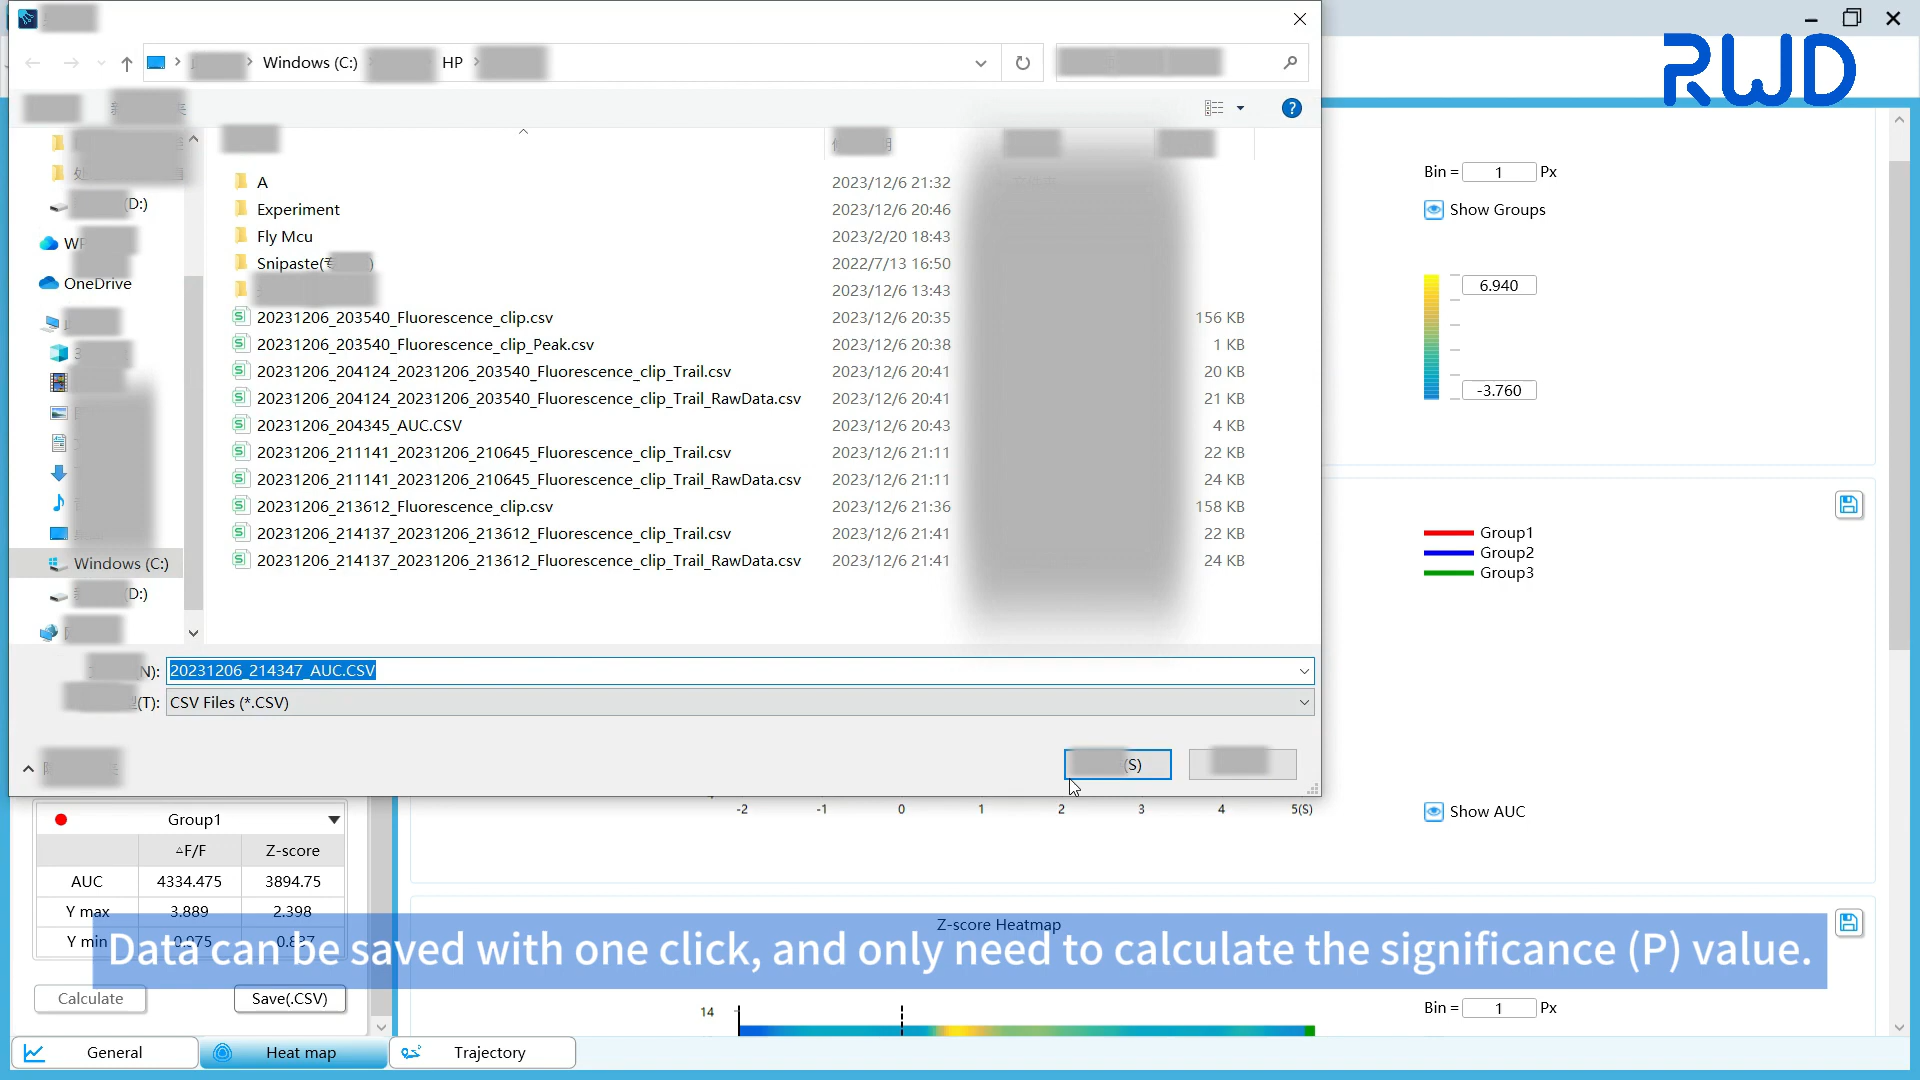 RWD
Windows (C:) HP
A 2023/12/6 21:32
Experiment 2023/12/6 20:46
Fly Mcu 2023/2/20 18:43
Snipaste( ) 2022/7/13 16:50
2023/12/6 13:43
20231206_203540_Fluorescence_clip.csv 2023/12/6 20:35 156 KB
20231206_203540_Fluorescence_clip_Peak.csv 2023/12/6 20:38 1 KB
20231206_204124_20231206_203540_Fluorescence_clip_Trail.csv 2023/12/6 20:41 20 KB
20231206_204124_20231206_203540_Fluorescence_clip_Trail_RawData.csv 2023/12/6 20:41 21 KB
20231206_204345_AUC.CSV 2023/12/6 20:43 4 KB
20231206_211141_20231206_210645_Fluorescence_clip_Trail.csv 2023/12/6 21:11 22 KB
20231206_211141_20231206_210645_Fluorescence_clip_Trail_RawData.csv 2023/12/6 21:11 24 KB
20231206_213612_Fluorescence_clip.csv 2023/12/6 21:36 158 KB
20231206_214137_20231206_213612_Fluorescence_clip_Trail.csv 2023/12/6 21:41 22 KB
20231206_214137_20231206_213612_Fluorescence_clip_Trail_RawData.csv 2023/12/6 21:41 24 KB
(D:)
OneDrive
Windows (C:)
(D:)
N): 20231206_214347_AUC.CSV
(T): CSV Files (*.CSV)
(S)
Bin = 1 Px
Show Groups
6.940
-3.760
Group1
Group2
Group3
-2 -1 0 1 2 3 4 5(S)
Show AUC
Group1
△F/F Z-score
AUC 4334.475 3894.75
Y max 3.889 2.398
Y min
Z-score Heatmap
Data can be saved with one click, and only need to calculate the significance (P) value.
Calculate Save(.CSV)
14
Bin = 1 Px
General Heat map Trajectory